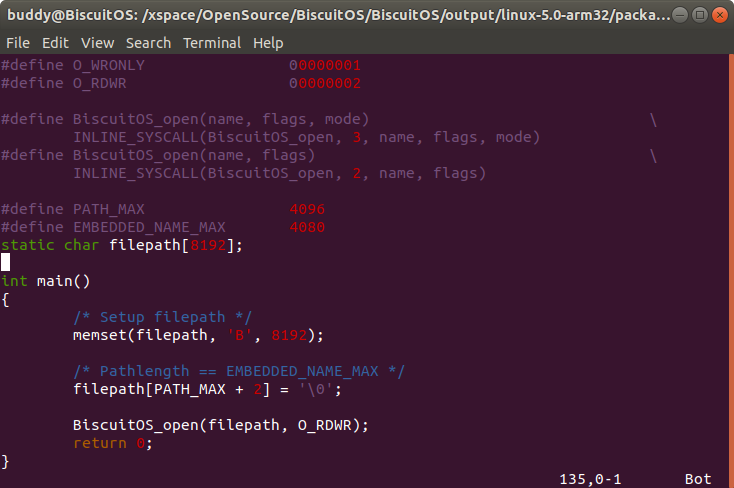 buddy@BiscuitOS: /xspace/OpenSource/BiscuitOS/BiscuitOS/output/linux-5.0-arm32/packa...
File Edit View Search Terminal Help
#define O_WRONLY                00000001
#define O_RDWR                  00000002
#define BiscuitOS_open(name, flags, mode)                               \
        INLINE_SYSCALL(BiscuitOS_open, 3, name, flags, mode)
#define BiscuitOS_open(name, flags)                                     \
        INLINE_SYSCALL(BiscuitOS_open, 2, name, flags)
#define PATH_MAX                4096
#define EMBEDDED_NAME_MAX       4080
static char filepath[8192];
int main()
{
        /* Setup filepath */
        memset(filepath, 'B', 8192);
        /* Pathlength == EMBEDDED_NAME_MAX */
        filepath[PATH_MAX + 2] = '\0';
        BiscuitOS_open(filepath, O_RDWR);
        return 0;
}
135,0-1       Bot